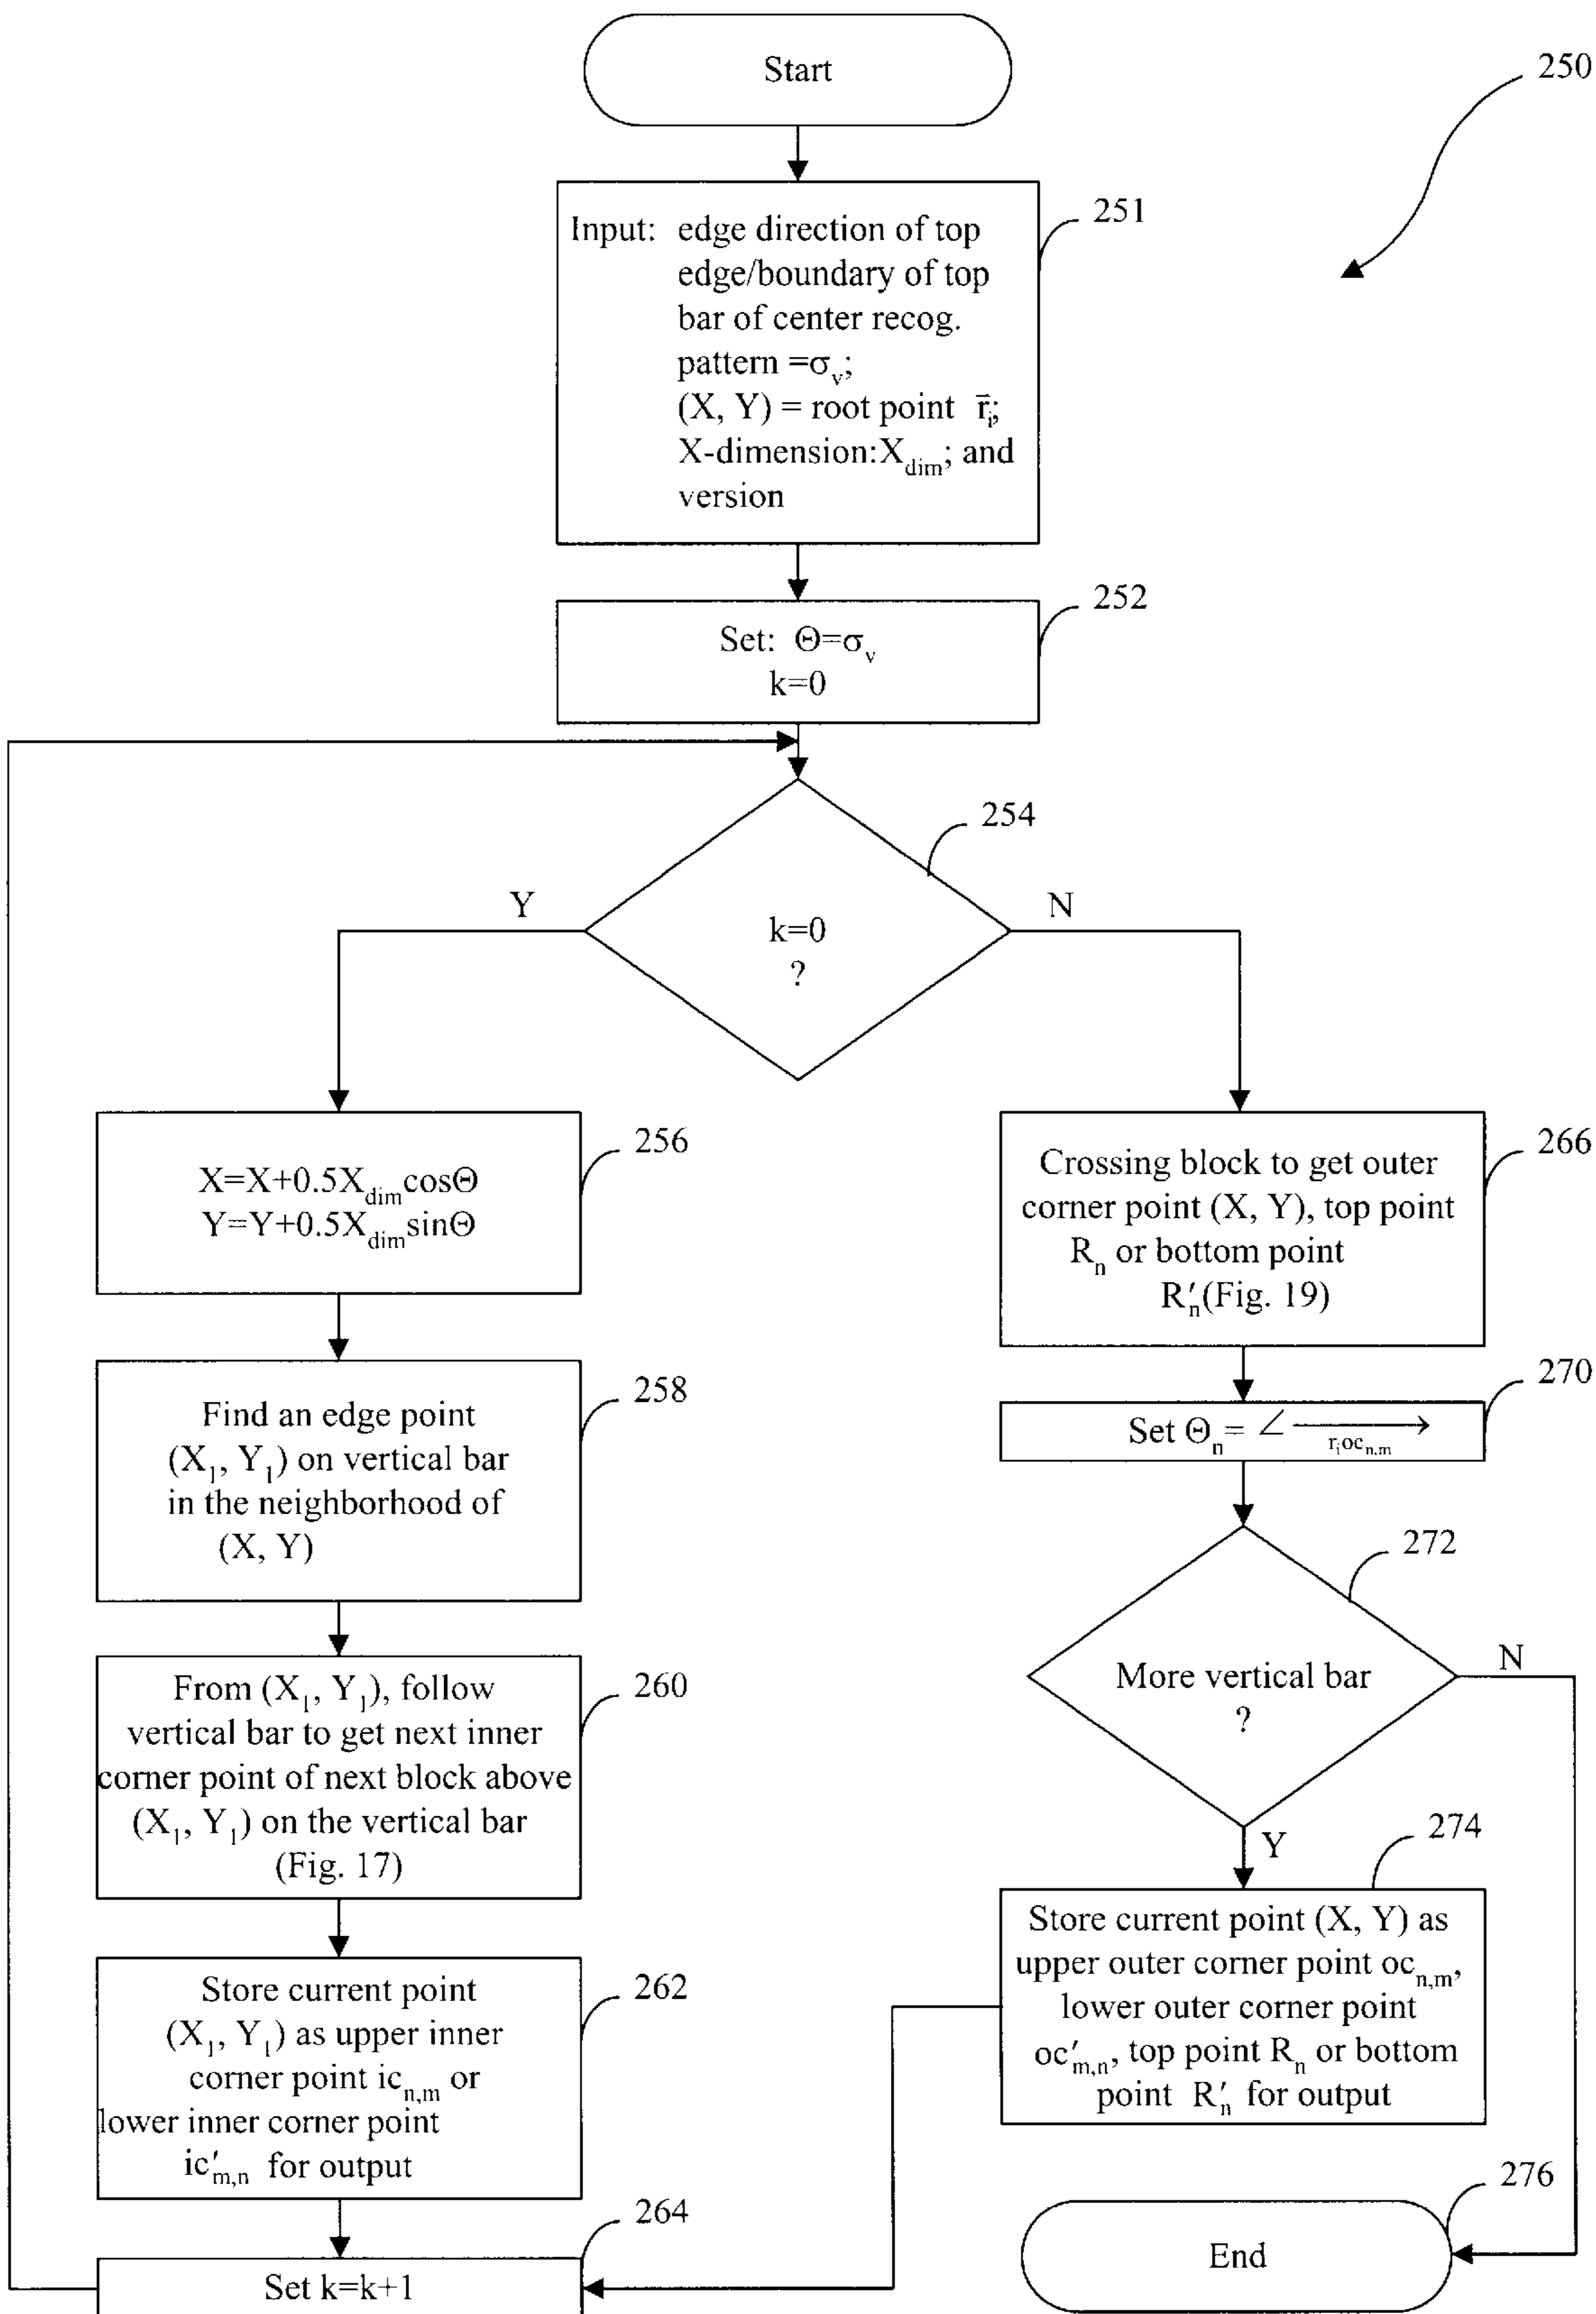 Start
250
251
Input: edge direction of top
edge/boundary of top
bar of center recog.
pattern =σv;
(X, Y) = root point r̄i;
X-dimension:Xdim; and
version
252
Set: Θ=σv
k=0
254
Y
N
k=0
?
256
X=X+0.5XdimcosΘ
Y=Y+0.5XdimsinΘ
266
Crossing block to get outer
corner point (X, Y), top point
Rn or bottom point
R′n(Fig. 19)
258
Find an edge point
(X1, Y1) on vertical bar
in the neighborhood of
(X, Y)
270
Set Θn= ∠ →
riocn,m
272
More vertical bar
?
N
Y
260
From (X1, Y1), follow
vertical bar to get next inner
corner point of next block above
(X1, Y1) on the vertical bar
(Fig. 17)
274
Store current point (X, Y) as
upper outer corner point ocn,m,
lower outer corner point
oc′m,n, top point Rn or bottom
point R′n for output
262
Store current point
(X1, Y1) as upper inner
corner point icn,m or
lower inner corner point
ic′m,n for output
264
Set k=k+1
276
End